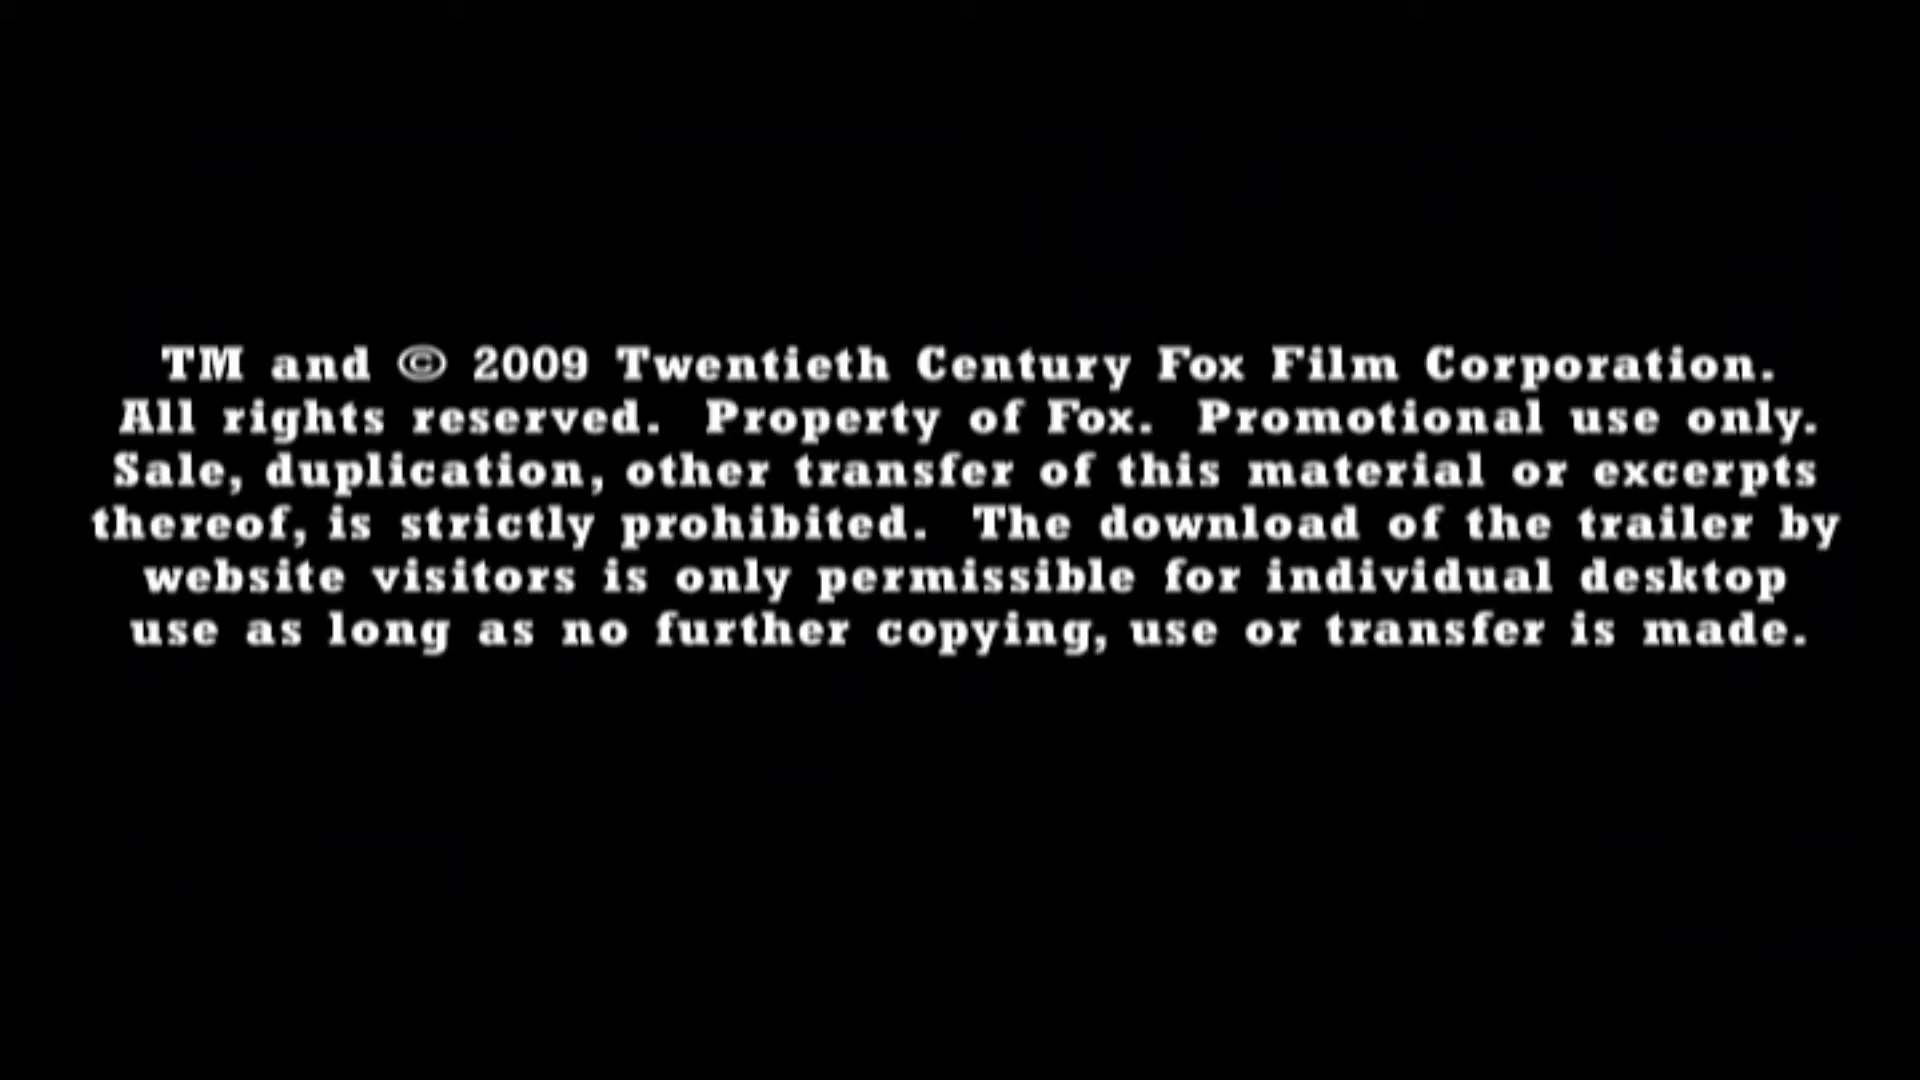 TM and © 2009 Twentieth Century Fox Film Corporation.
All rights reserved. Property of Fox. Promotional use only.
Sale, duplication, other transfer of this material or excerpts
thereof, is strictly prohibited. The download of the trailer by
website visitors is only permissible for individual desktop
use as long as no further copying, use or transfer is made.